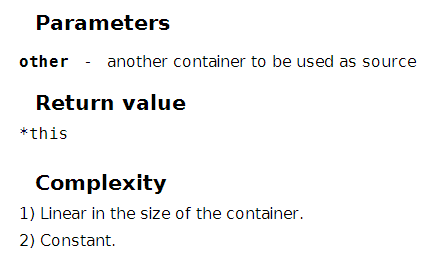 Parameters
other - another container to be used as source
Return value
*this
Complexity
1) Linear in the size of the container.
2) Constant.